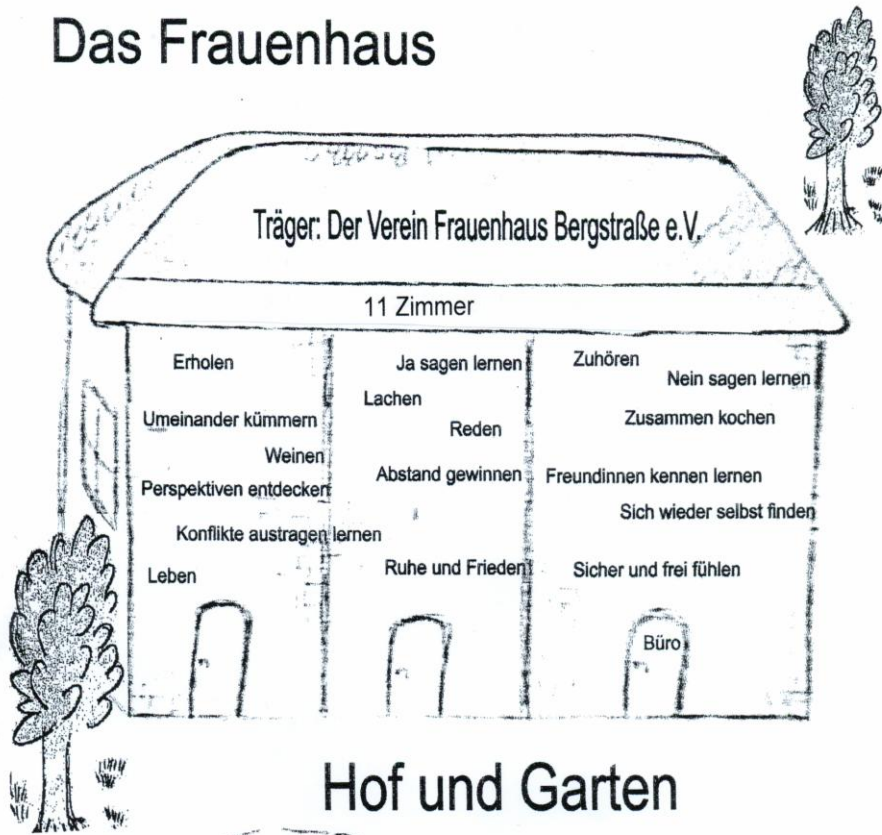 Das Frauenhaus
Träger: Der Verein Frauenhaus Bergstraße e.V.
11 Zimmer
Erholen
Umeinander kümmern
Weinen
Perspektiven entdecken
Konflikte austragen lernen
Leben
Ja sagen lernen
Lachen
Reden
Abstand gewinnen
Ruhe und Frieden
Zuhören
Nein sagen lernen
Zusammen kochen
Freundinnen kennen lernen
Sich wieder selbst finden
Sicher und frei fühlen
Büro
Hof und Garten